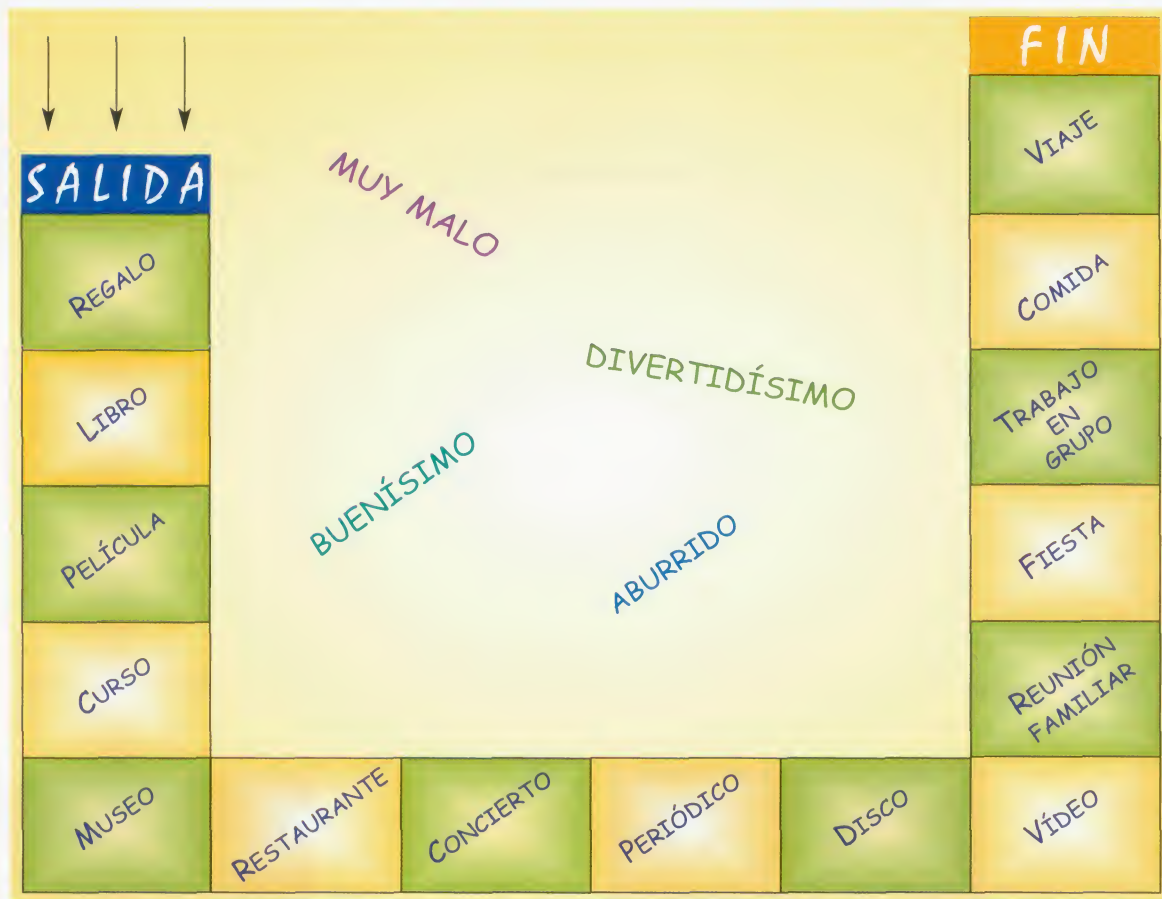 SALIDA
REGALO
LIBRO
PELÍCULA
CURSO
MUSEO
RESTAURANTE
CONCIERTO
PERIÓDICO
DISCO
VÍDEO
REUNIÓN
FAMILIAR
FIESTA
TRABAJO
EN
GRUPO
COMIDA
VIAJE
FIN
MUY MALO
DIVERTIDÍSIMO
BUENÍSIMO
ABURRIDO